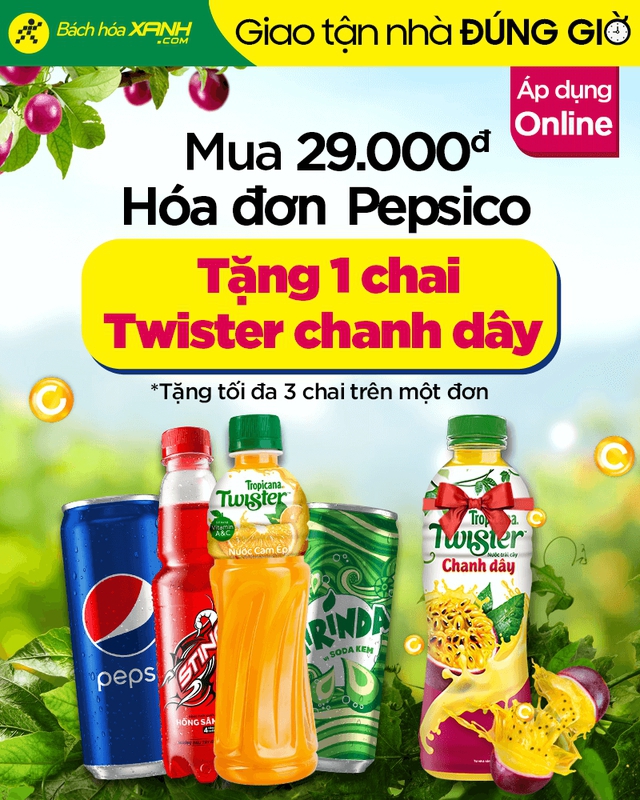 Bách hóa XANH
.COM
Giao tận nhà ĐÚNG GIỜ
Áp dụng
Online
Mua 29.000đ
Hóa đơn Pepsico
Tặng 1 chai
Twister chanh dây
*Tặng tối đa 3 chai trên một đơn
pepsi
STING
HỒNG SÂM
Tropicana
Twister
Vitamin
A&C
Nước Cam Ép
MIRINDA
VỊ SODA KEM
Tropicana
Twister
Nước trái cây
Chanh dây
C
C
C
C